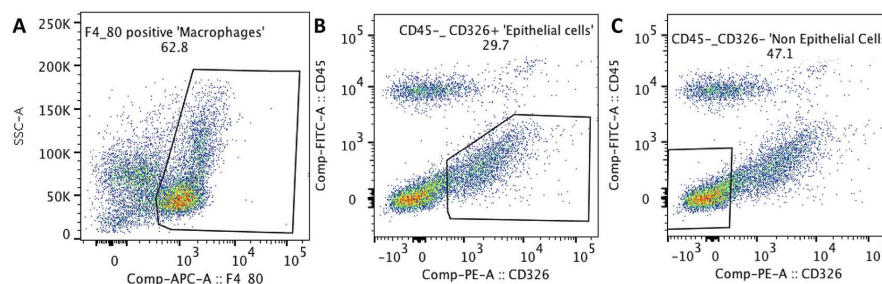 A
F4_80 positive 'Macrophages'
62.8
250K
200K
150K
100K
50K
0
SSC-A
0
10^3
10^4
10^5
Comp-APC-A :: F4_80
B
CD45-_ CD326+ 'Epithelial cells'
29.7
10^5
10^4
10^3
0
Comp-FITC-A :: CD45
-10^3
0
10^3
10^4
10^5
Comp-PE-A :: CD326
C
CD45-_CD326- 'Non Epithelial Cells
47.1
10^5
10^4
10^3
0
Comp-FITC-A :: CD45
-10^3
0
10^3
10^4
10
Comp-PE-A :: CD326